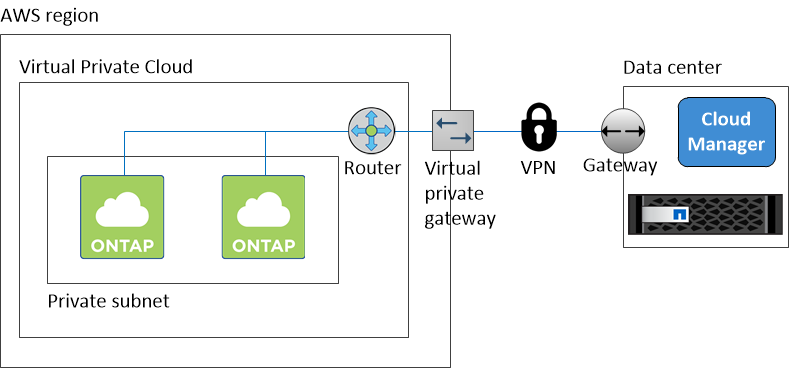 AWS region
Virtual Private Cloud
Data center
Cloud
Manager
Router
Virtual
private
gateway
VPN
Gateway
ONTAP
ONTAP
Private subnet